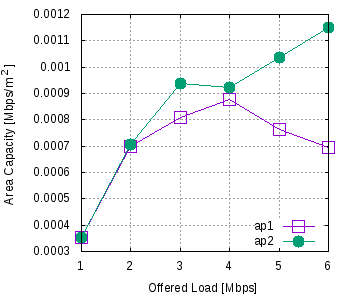 0.0012
0.0011
0.001
0.0009
0.0008
0.0007
0.0006
0.0005
0.0004
0.0003
Area Capacity [Mbps/m²]
ap1
ap2
1 2 3 4 5 6
Offered Load [Mbps]